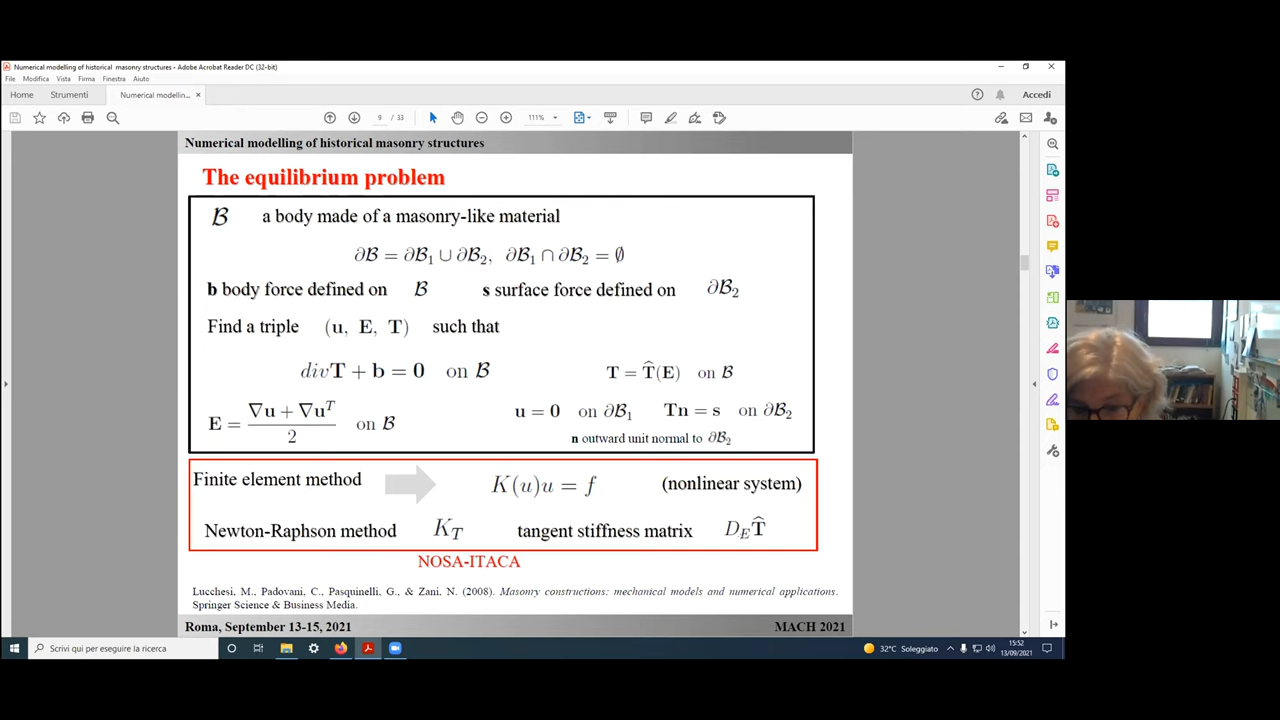 Numerical modelling of historical masonry structures - Adobe Acrobat Reader DC (32-bit)
File Modifica Vista Firma Finestra Aiuto
Home Strumenti Numerical modellin... × Accedi
9 / 33 111%
Numerical modelling of historical masonry structures
The equilibrium problem
ℬ a body made of a masonry-like material
∂ℬ = ∂ℬ₁ ∪ ∂ℬ₂, ∂ℬ₁ ∩ ∂ℬ₂ = ∅
b body force defined on ℬ s surface force defined on ∂ℬ₂
Find a triple (u, E, T) such that
divT + b = 0 on ℬ T = T̂(E) on ℬ
E = (∇u + ∇uᵀ)/2 on ℬ u = 0 on ∂ℬ₁ Tn = s on ∂ℬ₂
n outward unit normal to ∂ℬ₂
Finite element method K(u)u = f (nonlinear system)
Newton-Raphson method K_T tangent stiffness matrix D_E T̂
NOSA-ITACA
Lucchesi, M., Padovani, C., Pasquinelli, G., & Zani, N. (2008). Masonry constructions: mechanical models and numerical applications.
Springer Science & Business Media.
Roma, September 13-15, 2021 MACH 2021
Scrivi qui per eseguire la ricerca 32°C Soleggiato 15:52
13/09/2021